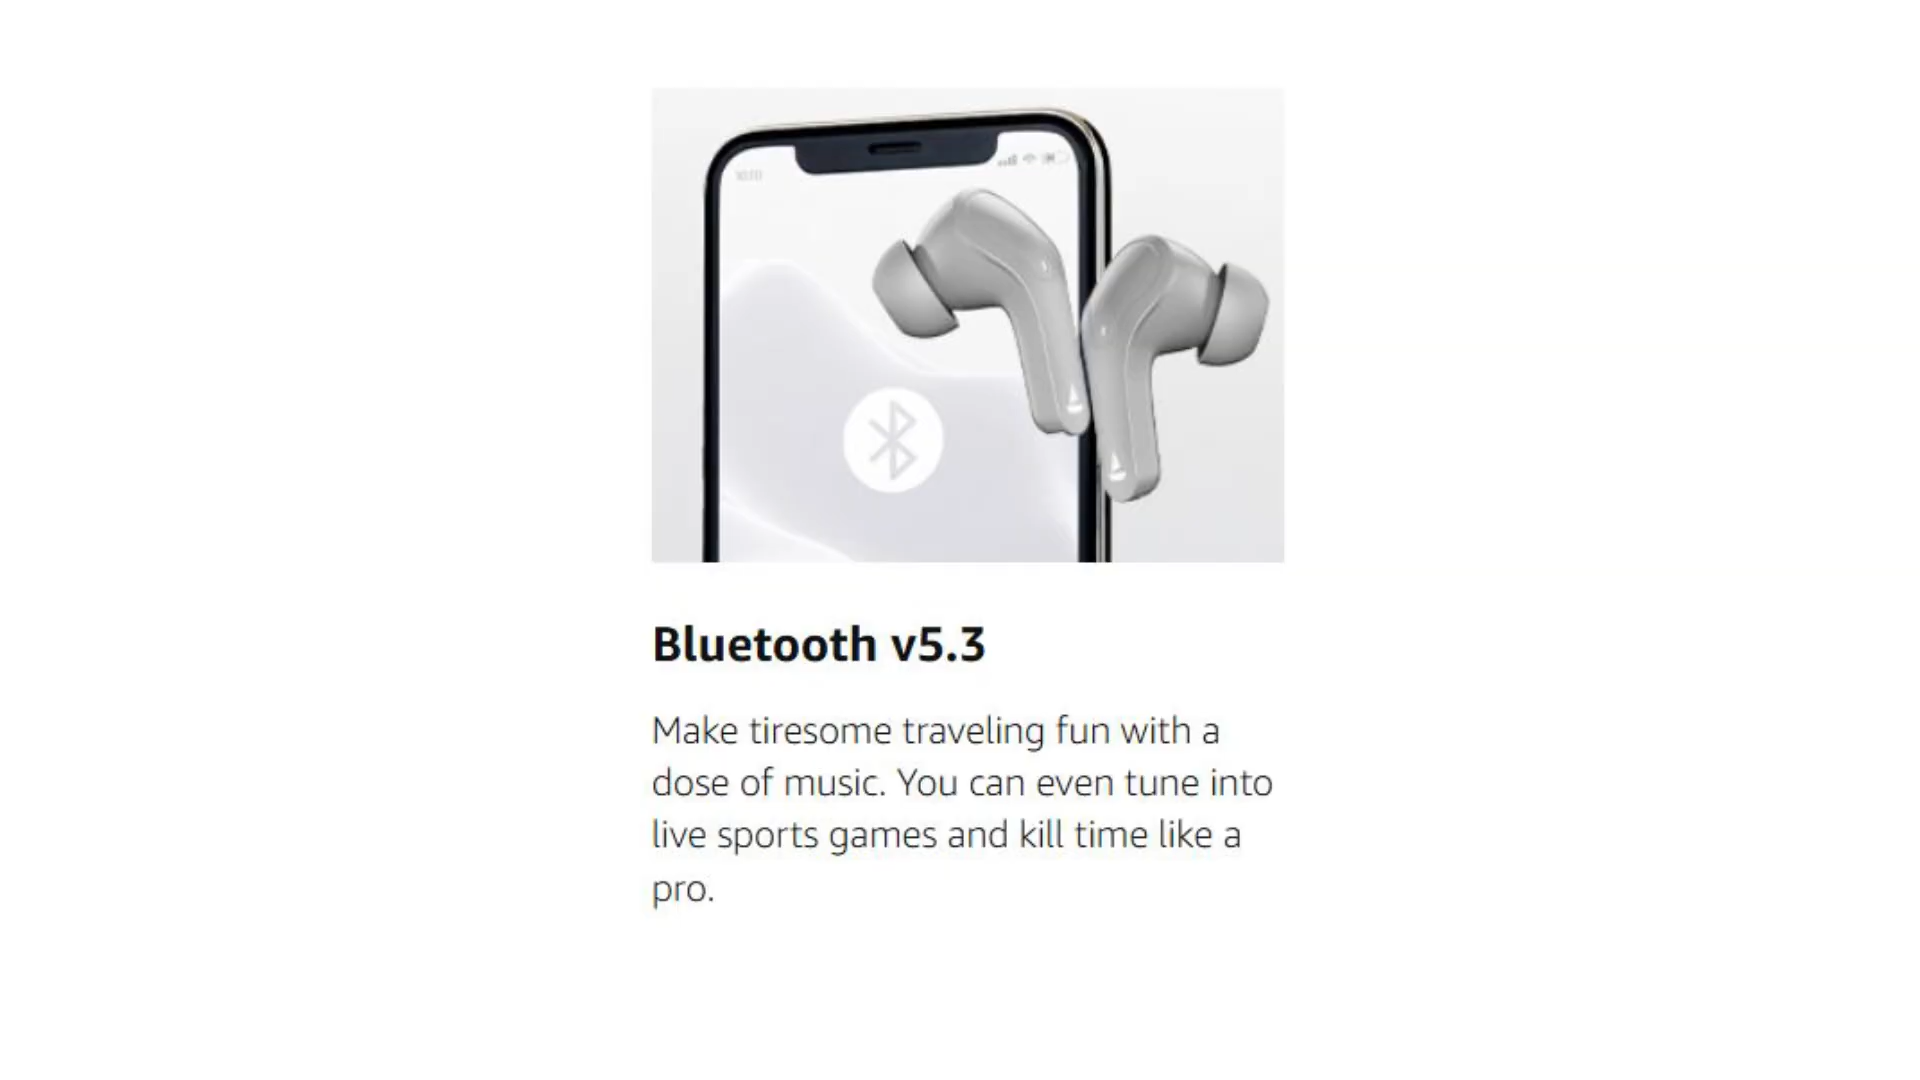 Bluetooth v5.3
Make tiresome traveling fun with a
dose of music. You can even tune into
live sports games and kill time like a
pro.